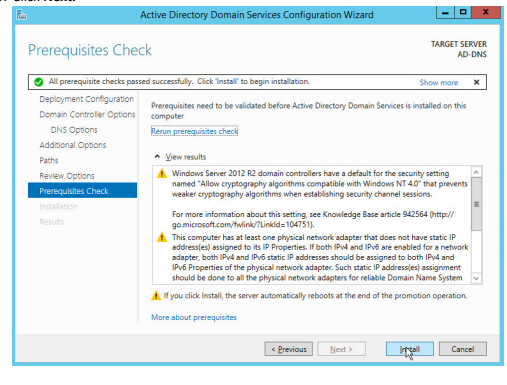 Active Directory Domain Services Configuration Wizard
Prerequisites Check
TARGET SERVER
AD-DNS
All prerequisite checks passed successfully. Click 'Install' to begin installation.
Show more
Deployment Configuration
Domain Controller Options
DNS Options
Additional Options
Paths
Review Options
Prerequisites Check
Installation
Results
Prerequisites need to be validated before Active Directory Domain Services is installed on this
computer
Rerun prerequisites check
View results
Windows Server 2012 R2 domain controllers have a default for the security setting
named "Allow cryptography algorithms compatible with Windows NT 4.0" that prevents
weaker cryptography algorithms when establishing security channel sessions.
For more information about this setting, see Knowledge Base article 942564 (http://
go.microsoft.com/fwlink/?LinkId=104751).
This computer has at least one physical network adapter that does not have static IP
address(es) assigned to its IP Properties. If both IPv4 and IPv6 are enabled for a network
adapter, both IPv4 and IPv6 static IP addresses should be assigned to both IPv4 and
IPv6 Properties of the physical network adapter. Such static IP address(es) assignment
should be done to all the physical network adapters for reliable Domain Name System
If you click Install, the server automatically reboots at the end of the promotion operation.
More about prerequisites
< Previous
Next >
Install
Cancel